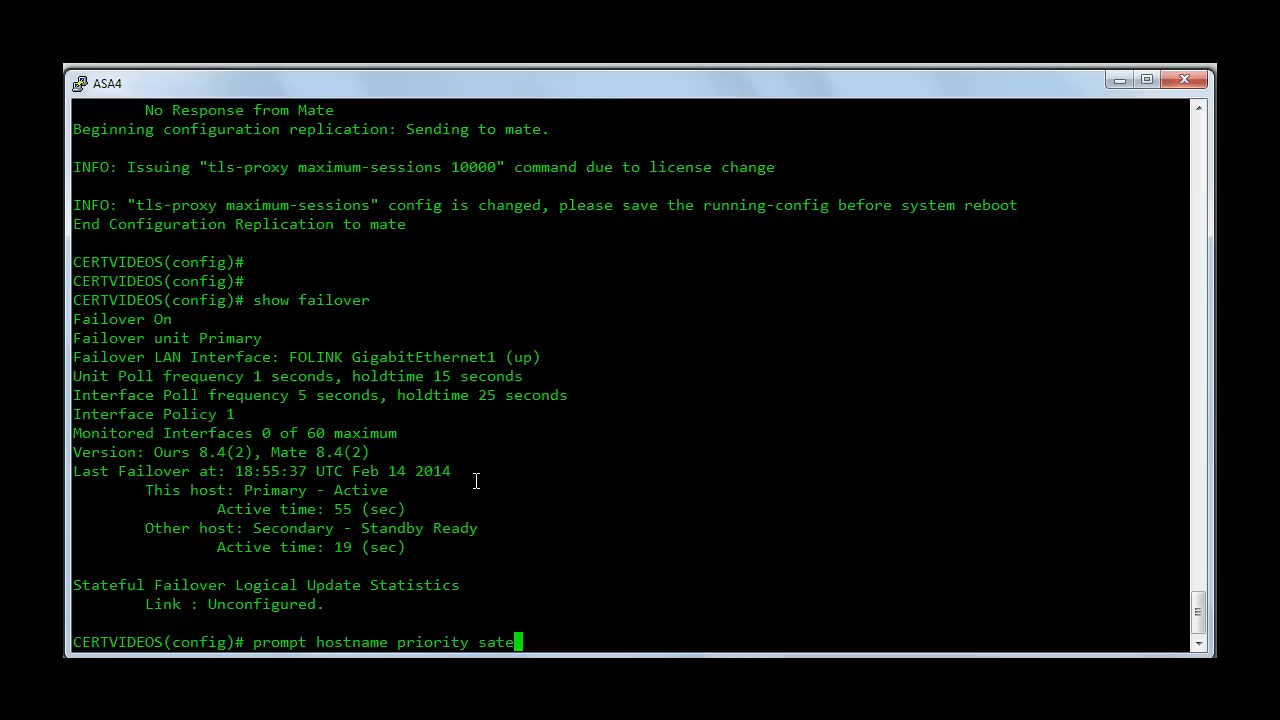 ASA4
No Response from Mate
Beginning configuration replication: Sending to mate.
INFO: Issuing "tls-proxy maximum-sessions 10000" command due to license change
INFO: "tls-proxy maximum-sessions" config is changed, please save the running-config before system reboot
End Configuration Replication to mate
CERTVIDEOS(config)#
CERTVIDEOS(config)#
CERTVIDEOS(config)# show failover
Failover On
Failover unit Primary
Failover LAN Interface: FOLINK GigabitEthernet1 (up)
Unit Poll frequency 1 seconds, holdtime 15 seconds
Interface Poll frequency 5 seconds, holdtime 25 seconds
Interface Policy 1
Monitored Interfaces 0 of 60 maximum
Version: Ours 8.4(2), Mate 8.4(2)
Last Failover at: 18:55:37 UTC Feb 14 2014
This host: Primary - Active
Active time: 55 (sec)
Other host: Secondary - Standby Ready
Active time: 19 (sec)
Stateful Failover Logical Update Statistics
Link : Unconfigured.
CERTVIDEOS(config)# prompt hostname priority sate